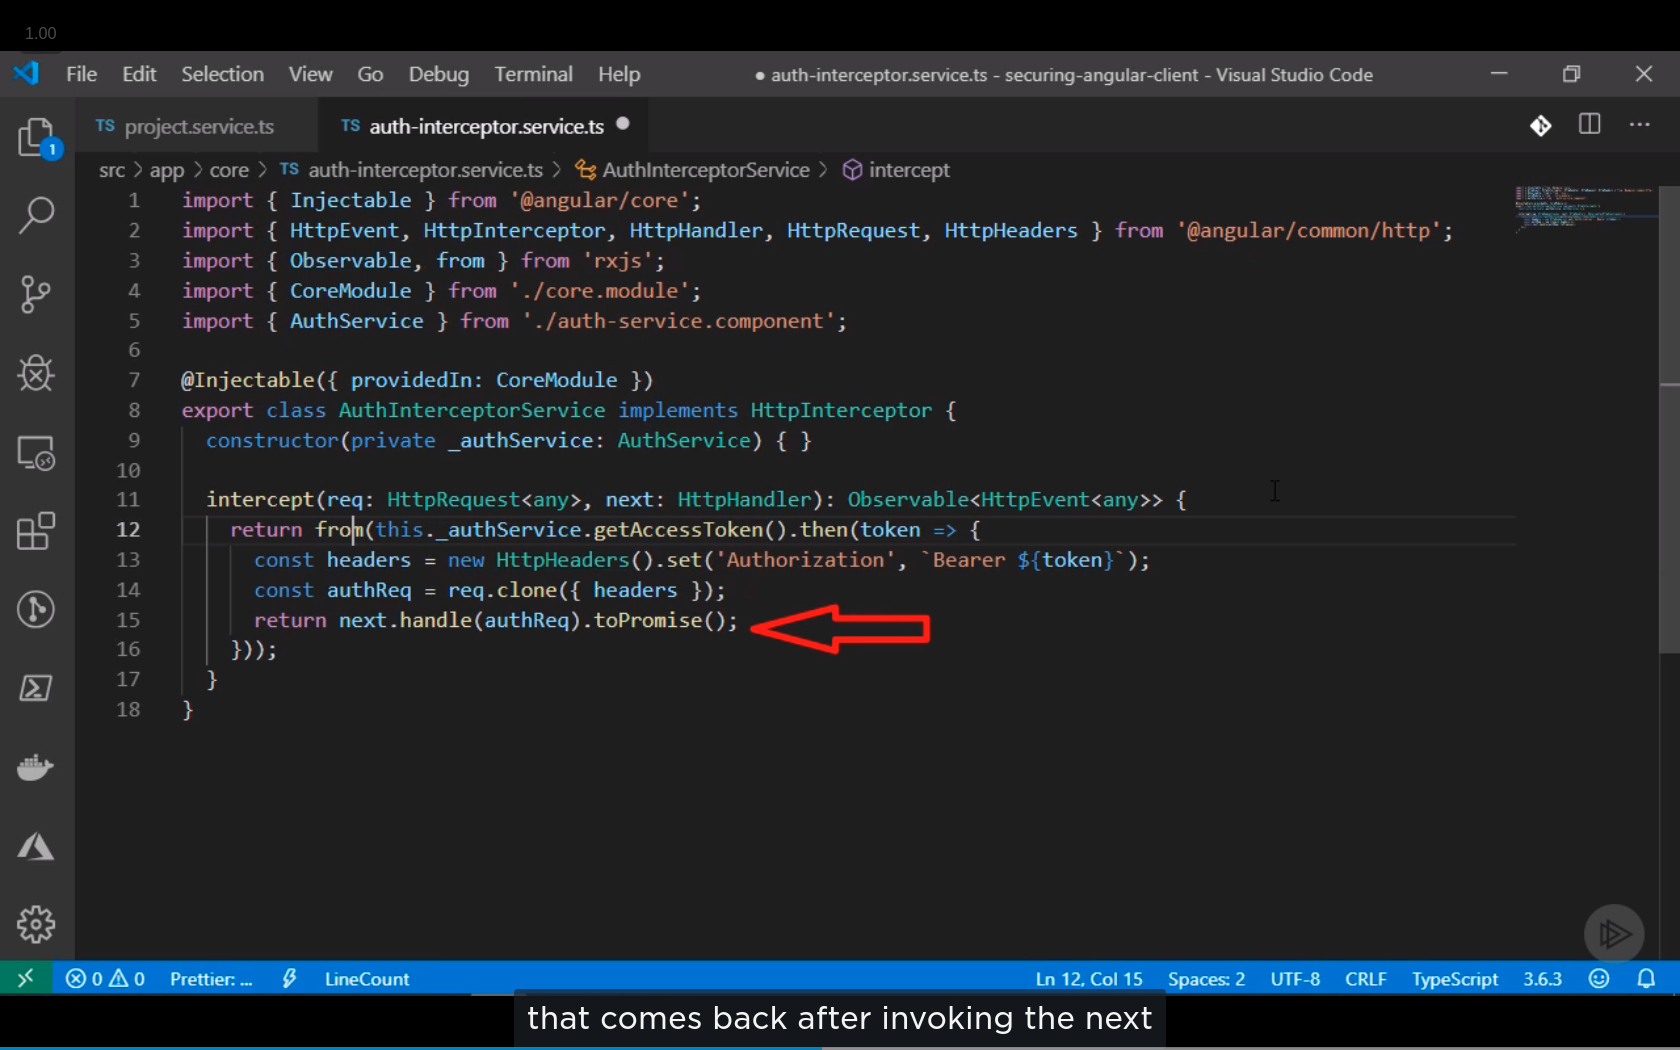 1.00
File Edit Selection View Go Debug Terminal Help ● auth-interceptor.service.ts - securing-angular-client - Visual Studio Code
TS project.service.ts TS auth-interceptor.service.ts ●
1
src > app > core > TS auth-interceptor.service.ts > AuthInterceptorService > intercept
1 import { Injectable } from '@angular/core';
2 import { HttpEvent, HttpInterceptor, HttpHandler, HttpRequest, HttpHeaders } from '@angular/common/http';
3 import { Observable, from } from 'rxjs';
4 import { CoreModule } from './core.module';
5 import { AuthService } from './auth-service.component';
6
7 @Injectable({ providedIn: CoreModule })
8 export class AuthInterceptorService implements HttpInterceptor {
9 constructor(private _authService: AuthService) { }
10
11 intercept(req: HttpRequest<any>, next: HttpHandler): Observable<HttpEvent<any>> {
12 return from(this._authService.getAccessToken().then(token => {
13 const headers = new HttpHeaders().set('Authorization', `Bearer ${token}`);
14 const authReq = req.clone({ headers });
15 return next.handle(authReq).toPromise();
16 }));
17 }
18 }
0 0 Prettier: ... LineCount Ln 12, Col 15 Spaces: 2 UTF-8 CRLF TypeScript 3.6.3
that comes back after invoking the next